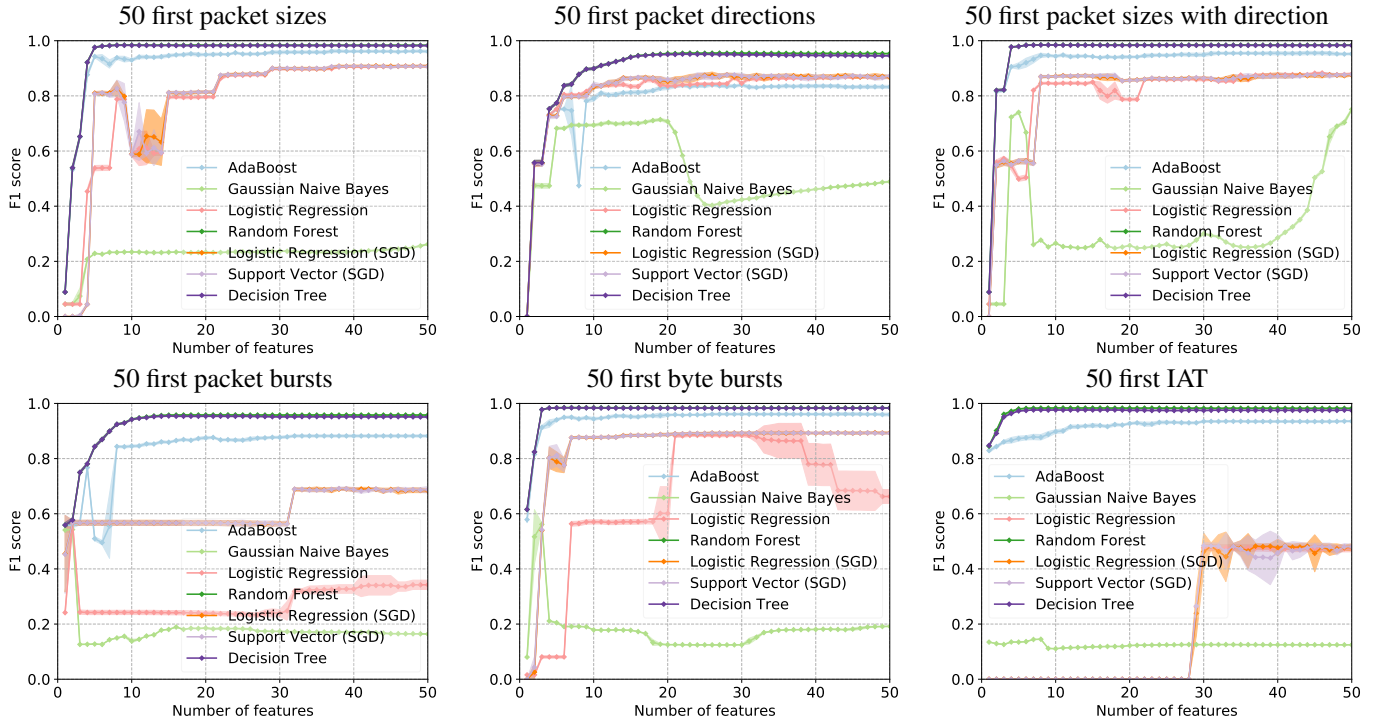 50 first packet sizes
1.0
0.8
0.6
0.4
0.2
0.0
F1 score
AdaBoost
Gaussian Naive Bayes
Logistic Regression
Random Forest
Logistic Regression (SGD)
Support Vector (SGD)
Decision Tree
0 10 20 30 40 50
Number of features
50 first packet directions
1.0
0.8
0.6
0.4
0.2
0.0
F1 score
AdaBoost
Gaussian Naive Bayes
Logistic Regression
Random Forest
Logistic Regression (SGD)
Support Vector (SGD)
Decision Tree
0 10 20 30 40 50
Number of features
50 first packet sizes with direction
1.0
0.8
0.6
0.4
0.2
0.0
F1 score
AdaBoost
Gaussian Naive Bayes
Logistic Regression
Random Forest
Logistic Regression (SGD)
Support Vector (SGD)
Decision Tree
0 10 20 30 40 50
Number of features
50 first packet bursts
1.0
0.8
0.6
0.4
0.2
0.0
F1 score
AdaBoost
Gaussian Naive Bayes
Logistic Regression
Random Forest
Logistic Regression (SGD)
Support Vector (SGD)
Decision Tree
0 10 20 30 40 50
Number of features
50 first byte bursts
1.0
0.8
0.6
0.4
0.2
0.0
F1 score
AdaBoost
Gaussian Naive Bayes
Logistic Regression
Random Forest
Logistic Regression (SGD)
Support Vector (SGD)
Decision Tree
0 10 20 30 40 50
Number of features
50 first IAT
1.0
0.8
0.6
0.4
0.2
0.0
F1 score
AdaBoost
Gaussian Naive Bayes
Logistic Regression
Random Forest
Logistic Regression (SGD)
Support Vector (SGD)
Decision Tree
0 10 20 30 40 50
Number of features